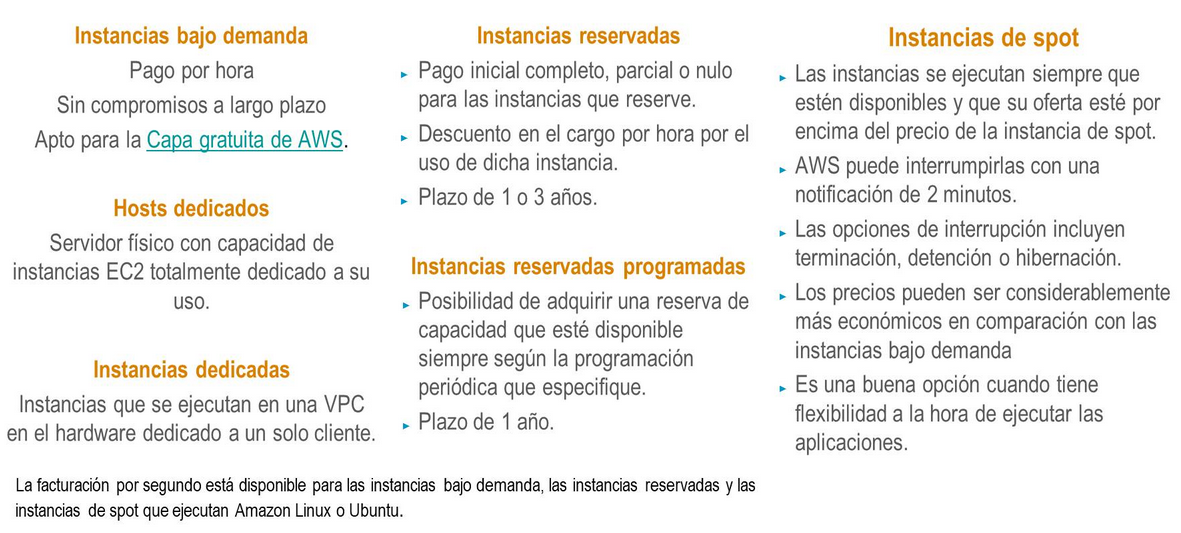 Instancias bajo demanda
Pago por hora
Sin compromisos a largo plazo
Apto para la Capa gratuita de AWS.
Hosts dedicados
Servidor físico con capacidad de
instancias EC2 totalmente dedicado a su
uso.
Instancias dedicadas
Instancias que se ejecutan en una VPC
en el hardware dedicado a un solo cliente.
Instancias reservadas
Pago inicial completo, parcial o nulo
para las instancias que reserve.
Descuento en el cargo por hora por el
uso de dicha instancia.
Plazo de 1 o 3 años.
Instancias reservadas programadas
Posibilidad de adquirir una reserva de
capacidad que esté disponible
siempre según la programación
periódica que especifique.
Plazo de 1 año.
Instancias de spot
Las instancias se ejecutan siempre que
estén disponibles y que su oferta esté por
encima del precio de la instancia de spot.
AWS puede interrumpirlas con una
notificación de 2 minutos.
Las opciones de interrupción incluyen
terminación, detención o hibernación.
Los precios pueden ser considerablemente
más económicos en comparación con las
instancias bajo demanda
Es una buena opción cuando tiene
flexibilidad a la hora de ejecutar las
aplicaciones.
La facturación por segundo está disponible para las instancias bajo demanda, las instancias reservadas y las
instancias de spot que ejecutan Amazon Linux o Ubuntu.